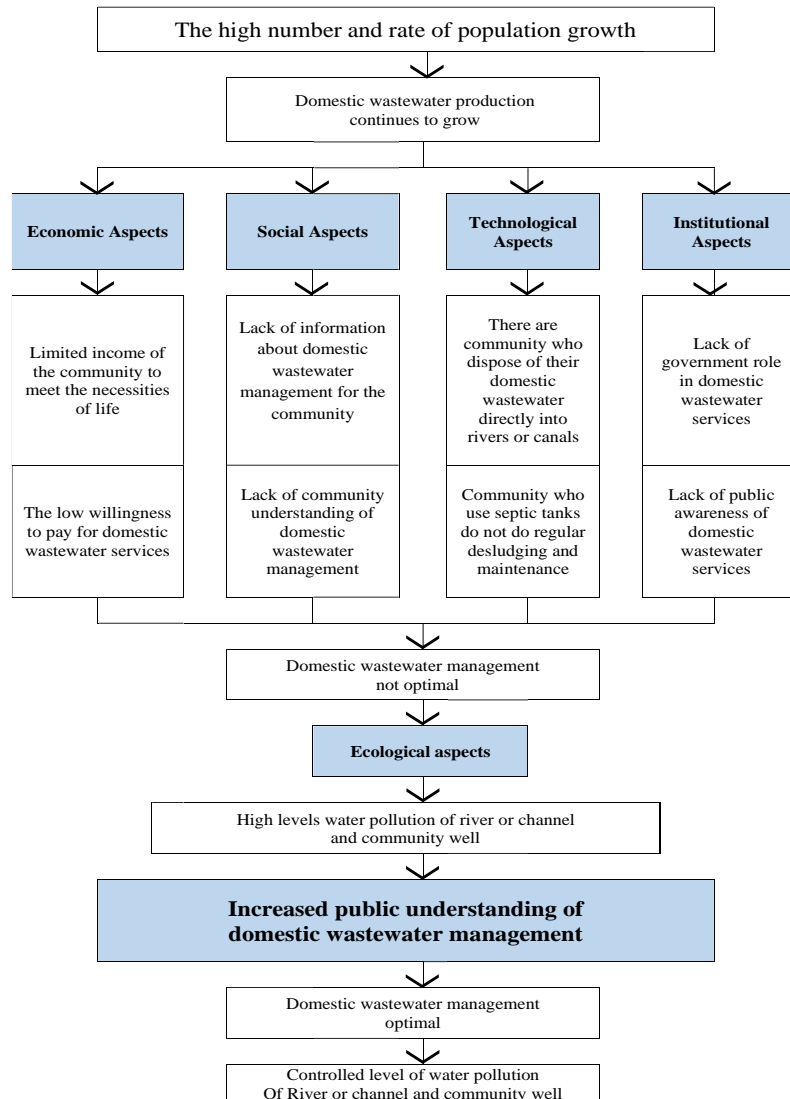 The high number and rate of population growth
Domestic wastewater production
continues to grow
Economic Aspects
Social Aspects
Technological
Aspects
Institutional
Aspects
Limited income of
the community to
meet the necessities
of life
Lack of information
about domestic
wastewater
management for the
community
There are
community who
dispose of their
domestic
wastewater
directly into
rivers or canals
Lack of
government role
in domestic
wastewater
services
The low willingness
to pay for domestic
wastewater services
Lack of community
understanding of
domestic
wastewater
management
Community who
use septic tanks
do not do regular
desludging and
maintenance
Lack of public
awareness of
domestic
wastewater
services
Domestic wastewater management
not optimal
Ecological aspects
High levels water pollution of river or channel
and community well
Increased public understanding of
domestic wastewater management
Domestic wastewater management
optimal
Controlled level of water pollution
Of River or channel and community well